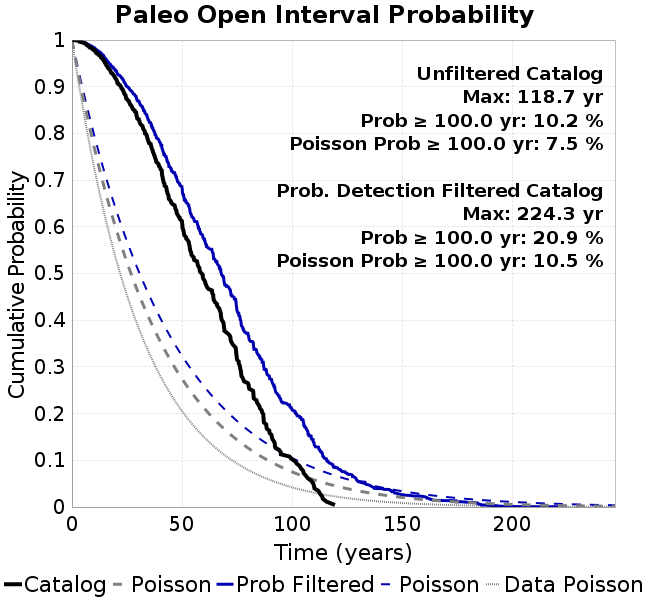 Paleo Open Interval Probability
Unfiltered Catalog
Max: 118.7 yr
Prob ≥ 100.0 yr: 10.2 %
Poisson Prob ≥ 100.0 yr: 7.5 %
Prob. Detection Filtered Catalog
Max: 224.3 yr
Prob ≥ 100.0 yr: 20.9 %
Poisson Prob ≥ 100.0 yr: 10.5 %
Cumulative Probability
1
0.9
0.8
0.7
0.6
0.5
0.4
0.3
0.2
0.1
0
0 50 100 150 200
Time (years)
Catalog Poisson Prob Filtered Poisson Data Poisson